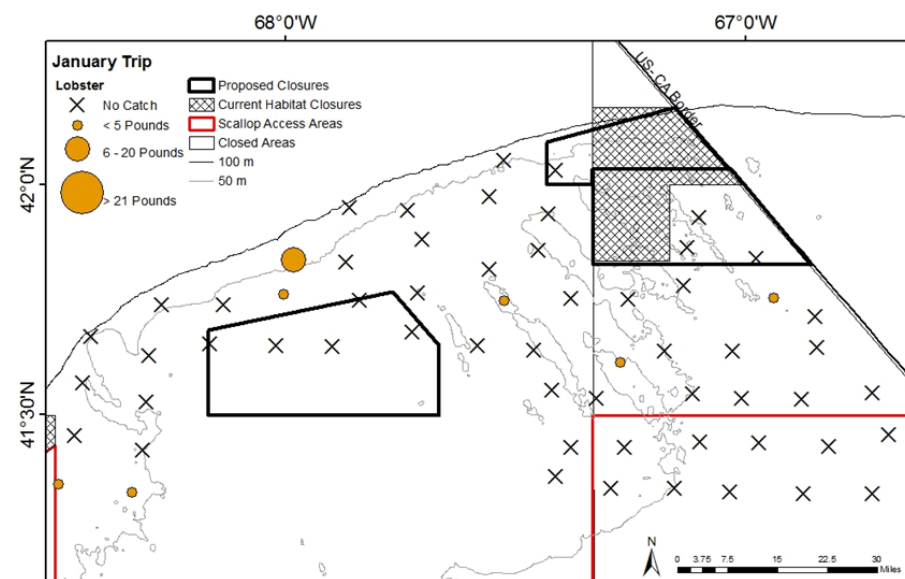 68°0'W
67°0'W
January Trip
Lobster
No Catch
< 5 Pounds
6 - 20 Pounds
> 21 Pounds
Proposed Closures
Current Habitat Closures
Scallop Access Areas
Closed Areas
100 m
50 m
US- CA Border
42°0'N
41°30'N
N
0 3.75 7.5 15 22.5 30
Miles